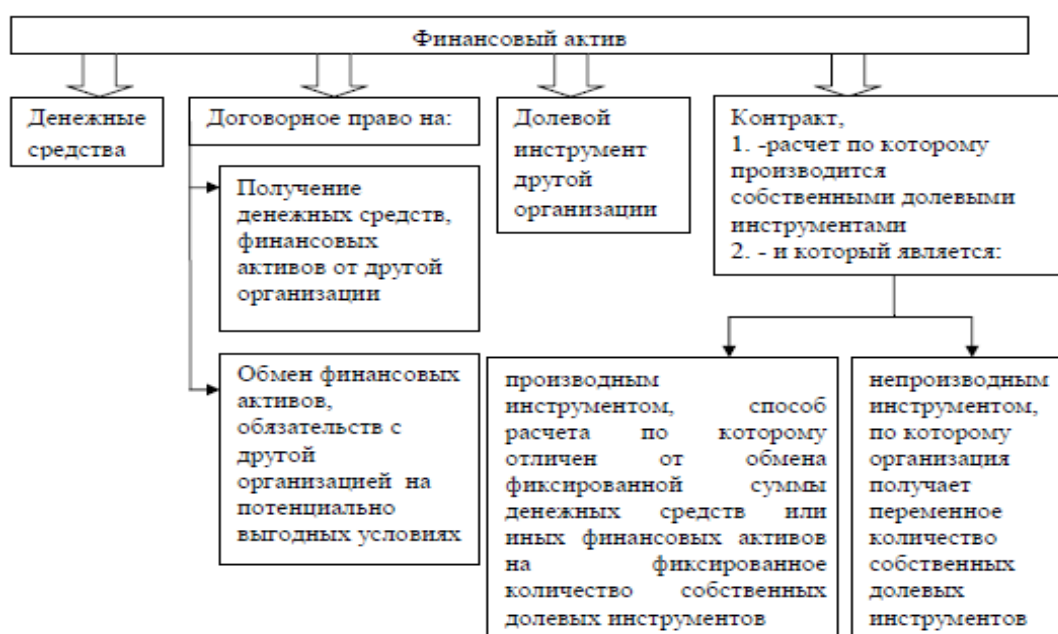 Финансовый актив
Денежные
средства
Договорное право на:
Получение
денежных средств,
финансовых
активов от другой
организации
Обмен финансовых
активов,
обязательств с
другой
организацией на
потенциально
выгодных условиях
Долевой
инструмент
другой
организации
Контракт,
1. -расчет по которому
производится
собственными долевыми
инструментами
2. - и который является:
производным
инструментом, способ
расчета по которому
отличен от обмена
фиксированной суммы
денежных средств или
иных финансовых активов
на фиксированное
количество собственных
долевых инструментов
непроизводным
инструментом,
по которому
организация
получает
переменное
количество
собственных
долевых
инструментов